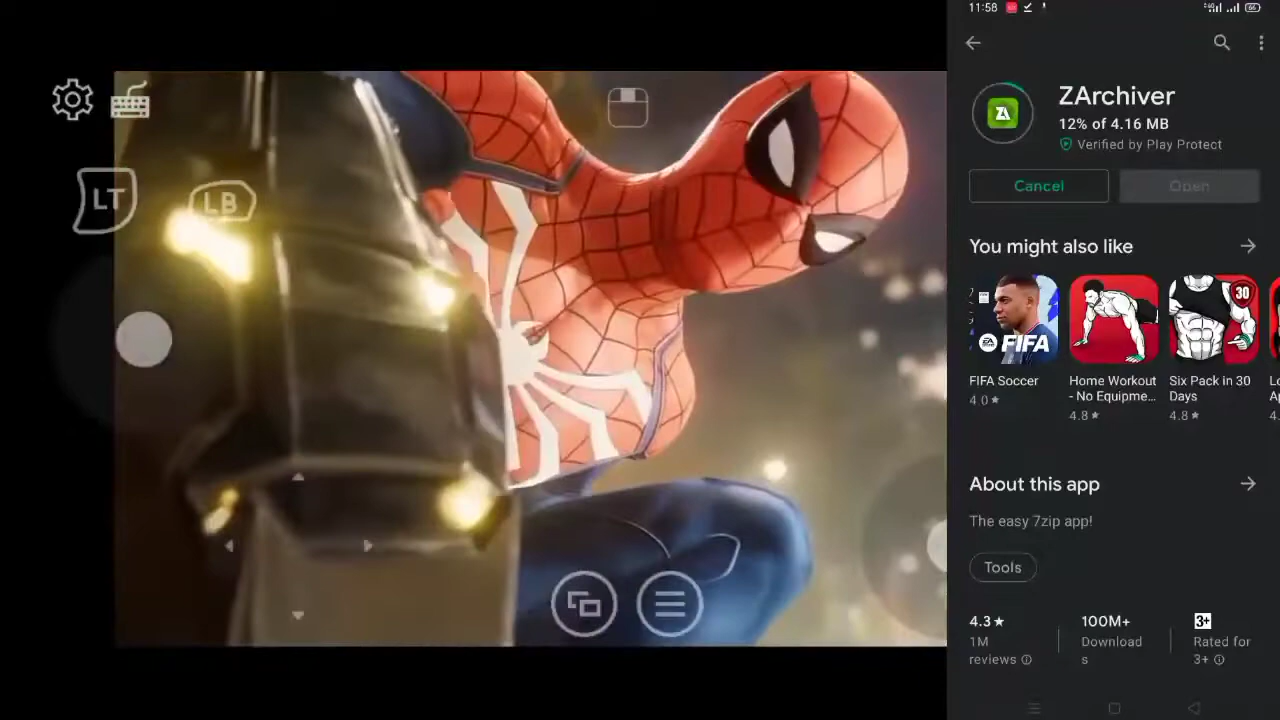 11:58
LT
LB
ZA
ZArchiver
12% of 4.16 MB
Verified by Play Protect
Cancel
Open
You might also like
FIFA
30
FIFA Soccer
4.0★
Home Workout
- No Equipme...
4.8★
Six Pack in 30
Days
4.8★
About this app
The easy 7zip app!
Tools
4.3★
1M
reviews
100M+
Download
s
3+
Rated for
3+